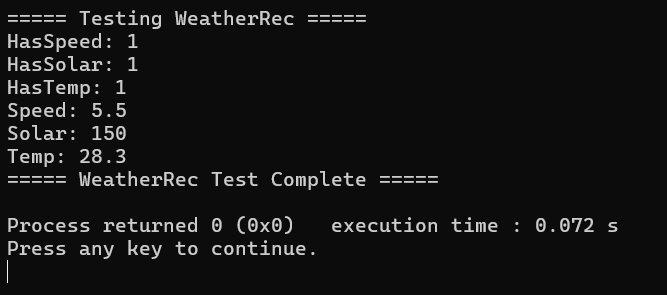 ===== Testing WeatherRec =====
HasSpeed: 1
HasSolar: 1
HasTemp: 1
Speed: 5.5
Solar: 150
Temp: 28.3
===== WeatherRec Test Complete =====
Process returned 0 (0x0)   execution time : 0.072 s
Press any key to continue.